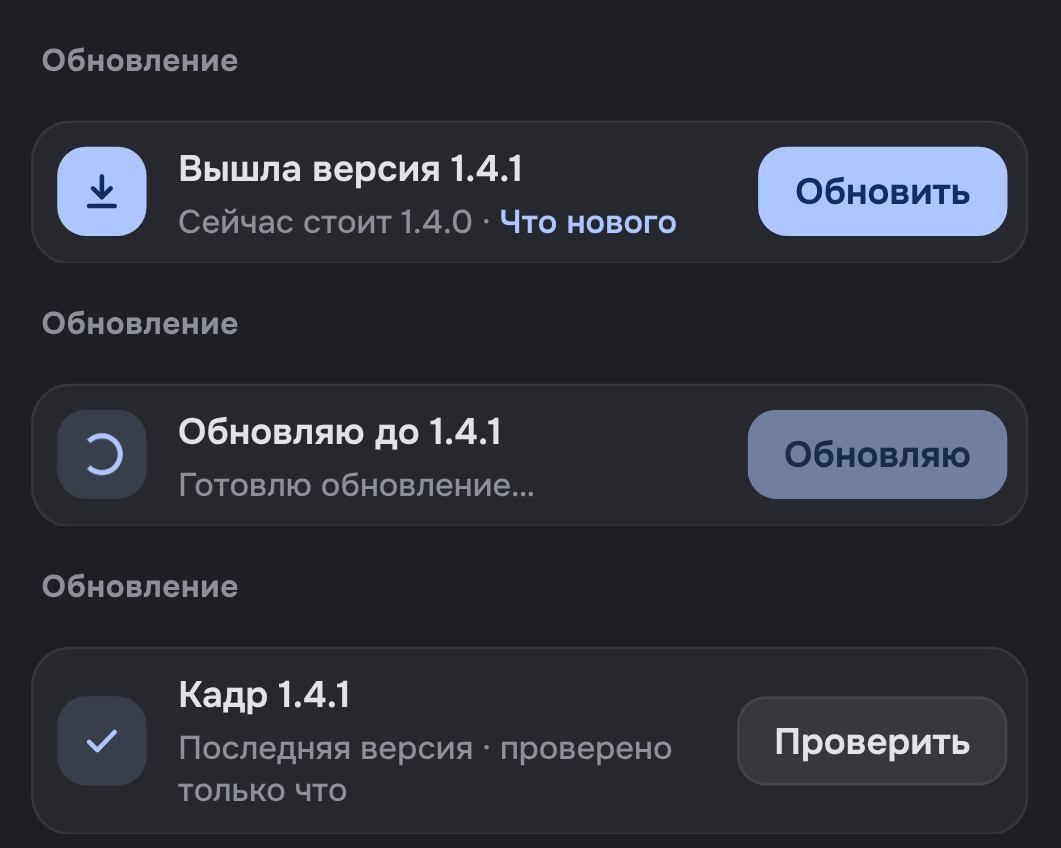 Обновление
Вышла версия 1.4.1
Сейчас стоит 1.4.0 · Что нового
Обновить
Обновление
Обновляю до 1.4.1
Готовлю обновление...
Обновляю
Обновление
Кадр 1.4.1
Последняя версия · проверено
только что
Проверить